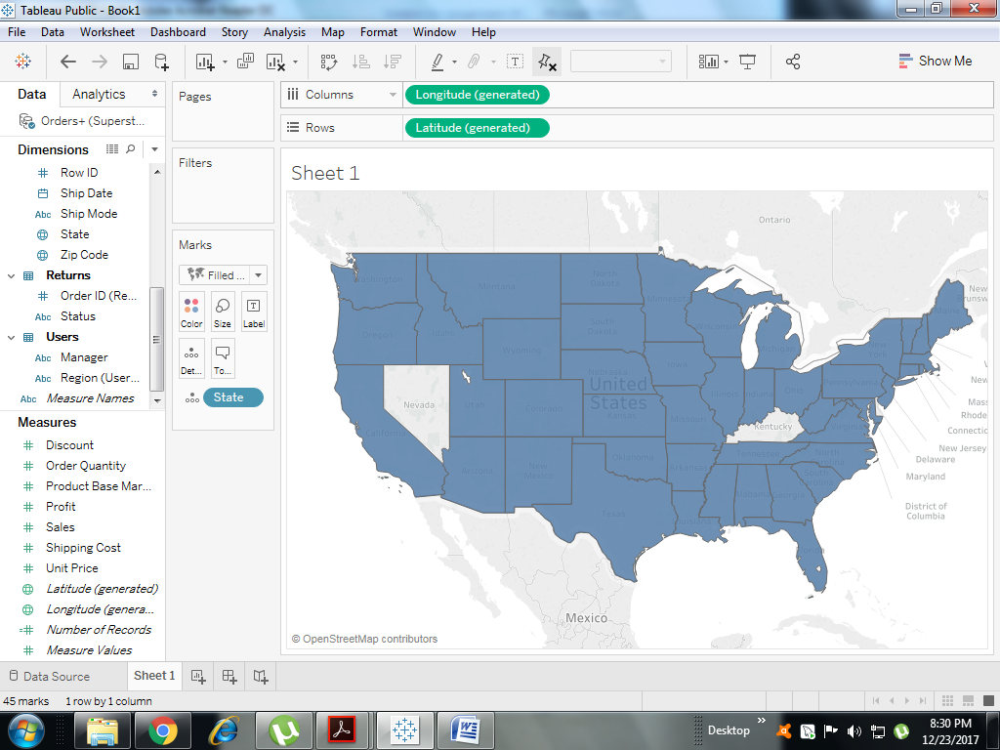 Tableau Public - Book1
File Data Worksheet Dashboard Story Analysis Map Format Window Help
Show Me
Data Analytics
Orders+ (Superst...
Dimensions
Row ID
Ship Date
Abc Ship Mode
State
Zip Code
Returns
Order ID (Re...
Abc Status
Users
Abc Manager
Abc Region (User...
Abc Measure Names
Measures
Discount
Order Quantity
Product Base Mar...
Profit
Sales
Shipping Cost
Unit Price
Latitude (generated)
Longitude (genera...
Number of Records
Measure Values
Pages
Filters
Marks
Filled ...
Color Size Label
Det... To...
State
Columns Longitude (generated)
Rows Latitude (generated)
Sheet 1
Ontario
New
Washington
Montana
North
Dakota
Minnesota
Maine
Oregon
Idaho
South
Dakota
Wisconsin
Michigan
New
York
Wyoming
Iowa
Nebraska
Pennsylvania
Nevada
Utah
Colorado
United
States
Kansas
Illinois
Indiana
Ohio
Mass
Rhode
Connectic
New Jersey
Delaware
Maryland
District of
Columbia
California
Missouri
Kentucky
Virginia
Arizona
New
Mexico
Oklahoma
Arkansas
Tennessee
North
Carolina
South
Carolina
Texas
Alabama
Georgia
Florida
Mexico
© OpenStreetMap contributors
Data Source Sheet 1
45 marks 1 row by 1 column
Desktop
8:30 PM
12/23/2017